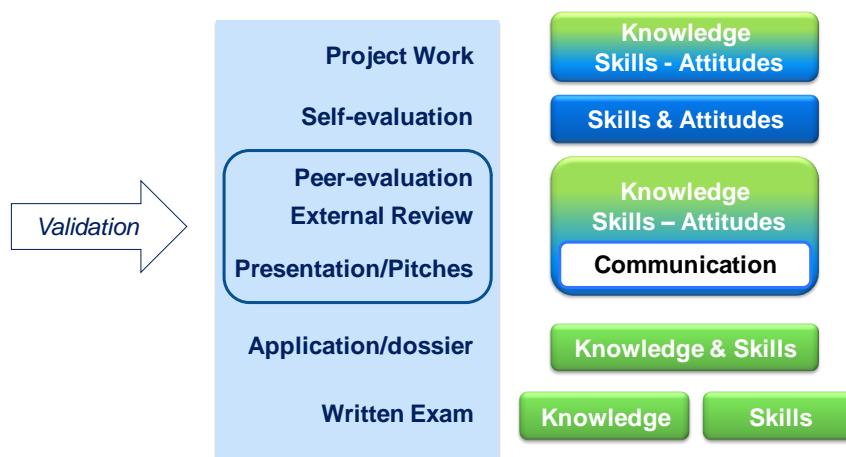 Project Work
Knowledge
Skills - Attitudes
Self-evaluation
Skills & Attitudes
Validation
Peer-evaluation
External Review
Presentation/Pitches
Knowledge
Skills – Attitudes
Communication
Application/dossier
Knowledge & Skills
Written Exam
Knowledge
Skills